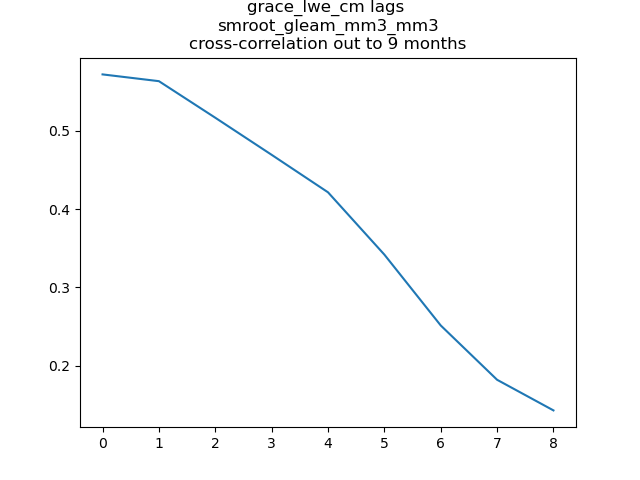 grace_lwe_cm lags
smroot_gleam_mm3_mm3
cross-correlation out to 9 months
0.5
0.4
0.3
0.2
0 1 2 3 4 5 6 7 8